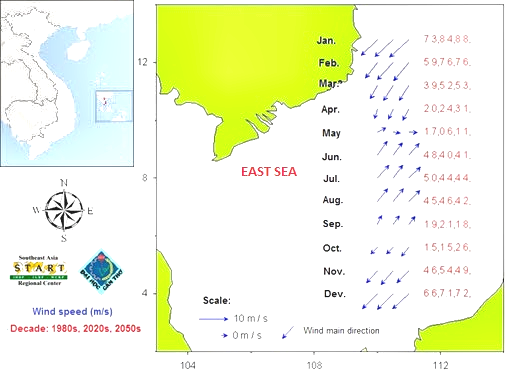 12
10
8
4
104
108
112
Jan. 7 3,8 4,8 8,
Feb. 5 9,7 6,7 6,
Mar. 3 9,5 2,5 3,
Apr. 2 0,2 4,3 1,
May 1 7,0 6,1 1,
Jun. 4 8,4 0,4 1,
Jul. 5 0,4 4,4 4,
Aug. 4 5,4 6,4 2,
Sep. 1 9,2 1,1 8,
Oct. 1 5,1 5,2 6,
Nov. 4 6,5 4,4 9,
Dev. 6 6,7 1,7 2,
EAST SEA
Scale:
10 m / s
0 m / s
Wind main direction
N
W E
S
Southeast Asia
START
Regional Center
ĐẠI HỌC CẦN THƠ
Wind speed (m/s)
Decade: 1980s, 2020s, 2050s